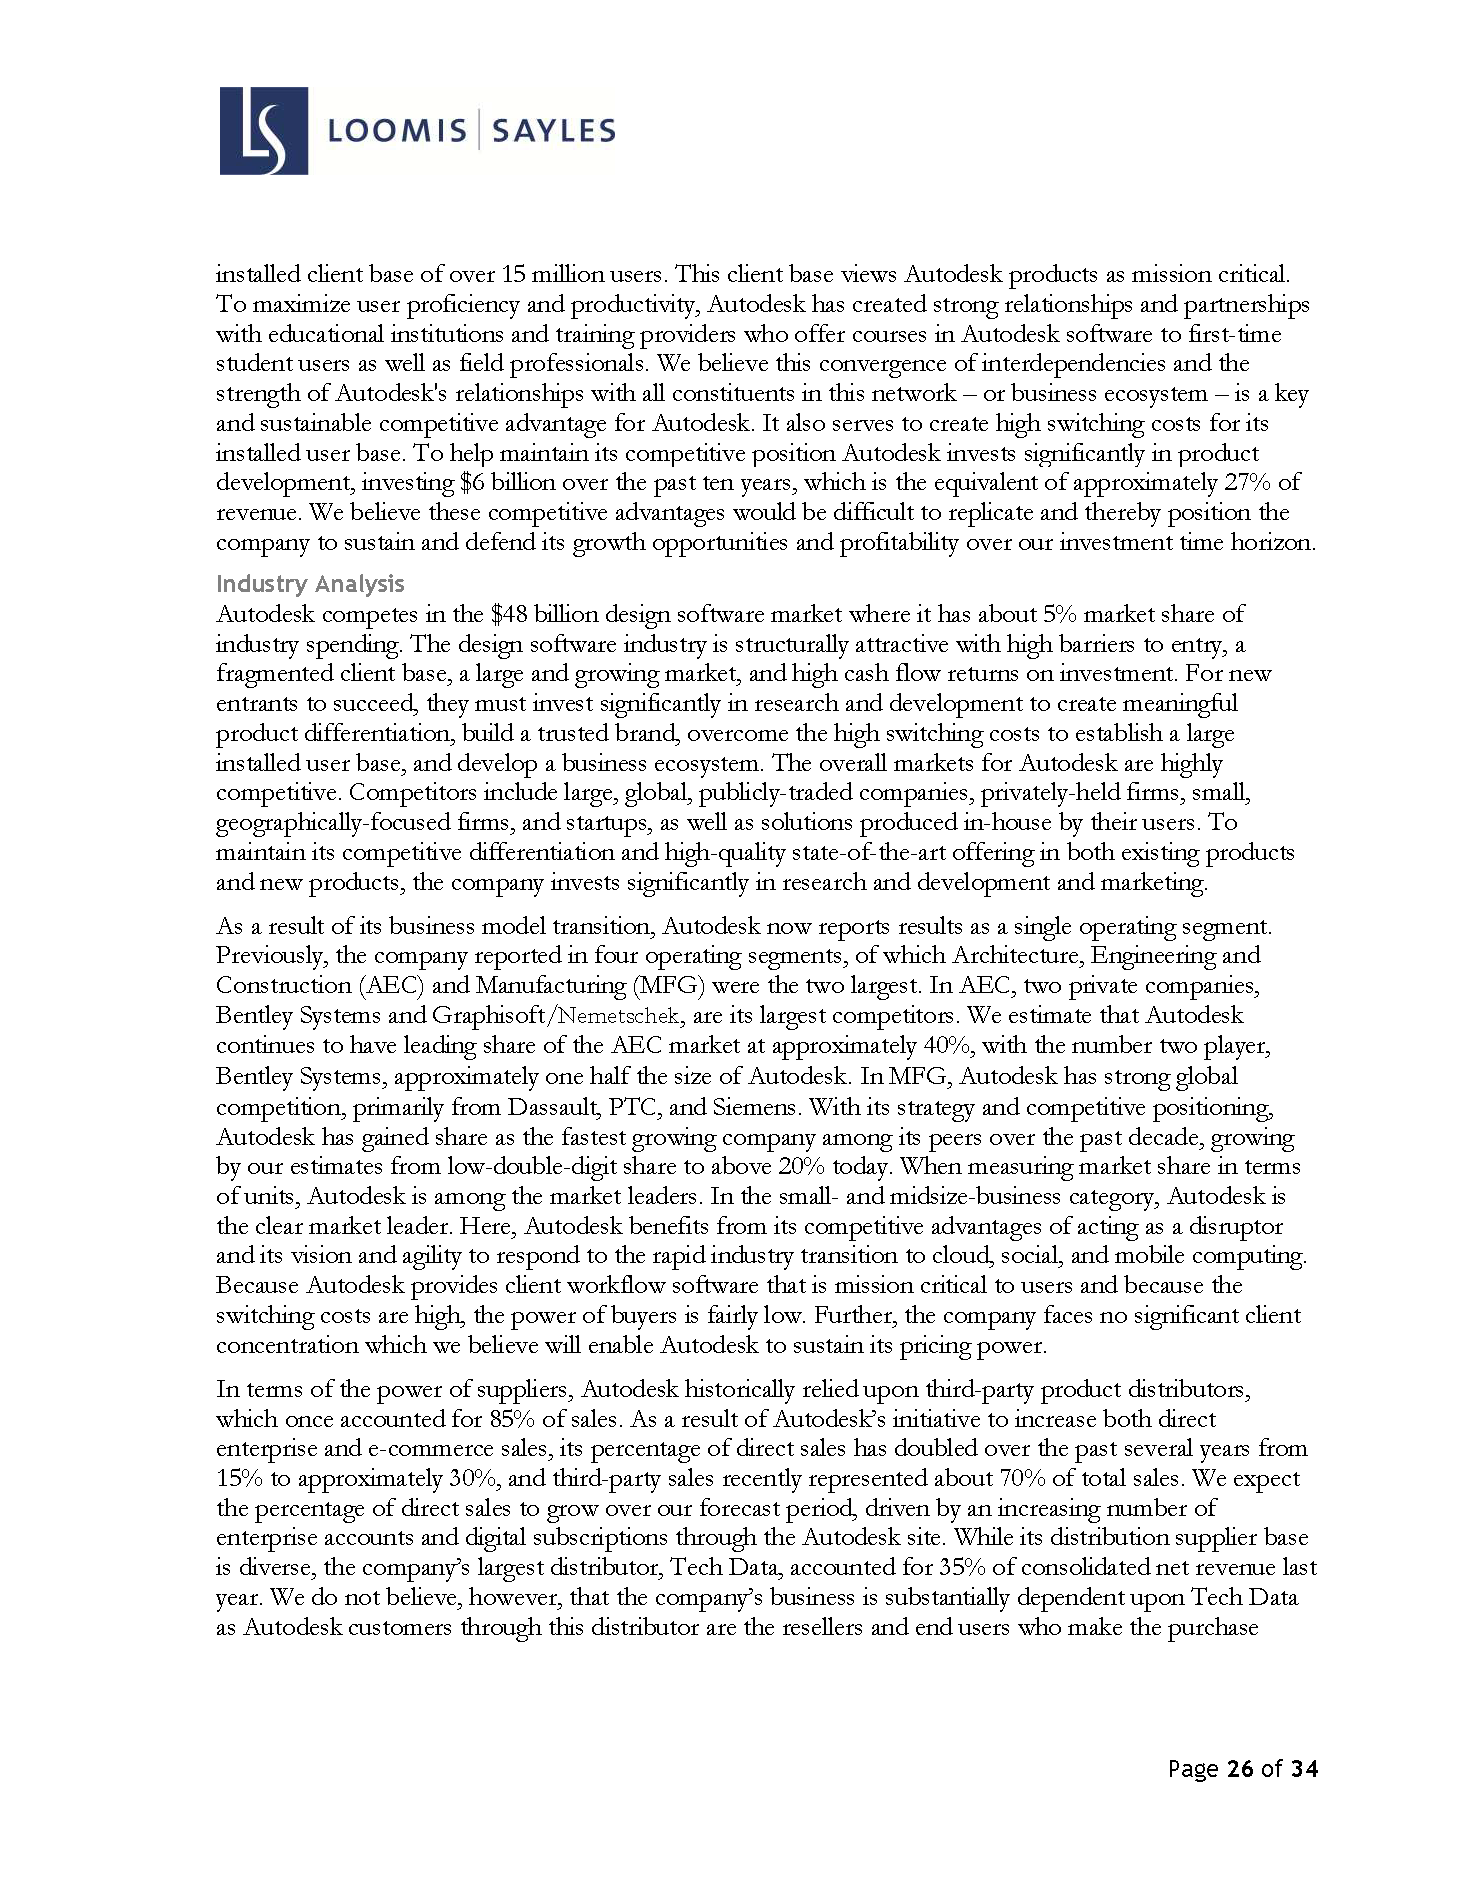 LS LOOMIS | SAYLES
installed client base of over 15 million users. This client base views Autodesk products as mission critical.
To maximize user proficiency and productivity, Autodesk has created strong relationships and partnerships
with educational institutions and training providers who offer courses in Autodesk software to first-time
student users as well as field professionals. We believe this convergence of interdependencies and the
strength of Autodesk's relationships with all constituents in this network – or business ecosystem – is a key
and sustainable competitive advantage for Autodesk. It also serves to create high switching costs for its
installed user base. To help maintain its competitive position Autodesk invests significantly in product
development, investing $6 billion over the past ten years, which is the equivalent of approximately 27% of
revenue. We believe these competitive advantages would be difficult to replicate and thereby position the
company to sustain and defend its growth opportunities and profitability over our investment time horizon.
Industry Analysis
Autodesk competes in the $48 billion design software market where it has about 5% market share of
industry spending. The design software industry is structurally attractive with high barriers to entry, a
fragmented client base, a large and growing market, and high cash flow returns on investment. For new
entrants to succeed, they must invest significantly in research and development to create meaningful
product differentiation, build a trusted brand, overcome the high switching costs to establish a large
installed user base, and develop a business ecosystem. The overall markets for Autodesk are highly
competitive. Competitors include large, global, publicly-traded companies, privately-held firms, small,
geographically-focused firms, and startups, as well as solutions produced in-house by their users. To
maintain its competitive differentiation and high-quality state-of-the-art offering in both existing products
and new products, the company invests significantly in research and development and marketing.
As a result of its business model transition, Autodesk now reports results as a single operating segment.
Previously, the company reported in four operating segments, of which Architecture, Engineering and
Construction (AEC) and Manufacturing (MFG) were the two largest. In AEC, two private companies,
Bentley Systems and Graphisoft/Nemetschek, are its largest competitors. We estimate that Autodesk
continues to have leading share of the AEC market at approximately 40%, with the number two player,
Bentley Systems, approximately one half the size of Autodesk. In MFG, Autodesk has strong global
competition, primarily from Dassault, PTC, and Siemens. With its strategy and competitive positioning,
Autodesk has gained share as the fastest growing company among its peers over the past decade, growing
by our estimates from low-double-digit share to above 20% today. When measuring market share in terms
of units, Autodesk is among the market leaders. In the small- and midsize-business category, Autodesk is
the clear market leader. Here, Autodesk benefits from its competitive advantages of acting as a disruptor
and its vision and agility to respond to the rapid industry transition to cloud, social, and mobile computing.
Because Autodesk provides client workflow software that is mission critical to users and because the
switching costs are high, the power of buyers is fairly low. Further, the company faces no significant client
concentration which we believe will enable Autodesk to sustain its pricing power.
In terms of the power of suppliers, Autodesk historically relied upon third-party product distributors,
which once accounted for 85% of sales. As a result of Autodesk’s initiative to increase both direct
enterprise and e-commerce sales, its percentage of direct sales has doubled over the past several years from
15% to approximately 30%, and third-party sales recently represented about 70% of total sales. We expect
the percentage of direct sales to grow over our forecast period, driven by an increasing number of
enterprise accounts and digital subscriptions through the Autodesk site. While its distribution supplier base
is diverse, the company’s largest distributor, Tech Data, accounted for 35% of consolidated net revenue last
year. We do not believe, however, that the company’s business is substantially dependent upon Tech Data
as Autodesk customers through this distributor are the resellers and end users who make the purchase
Page 26 of 34